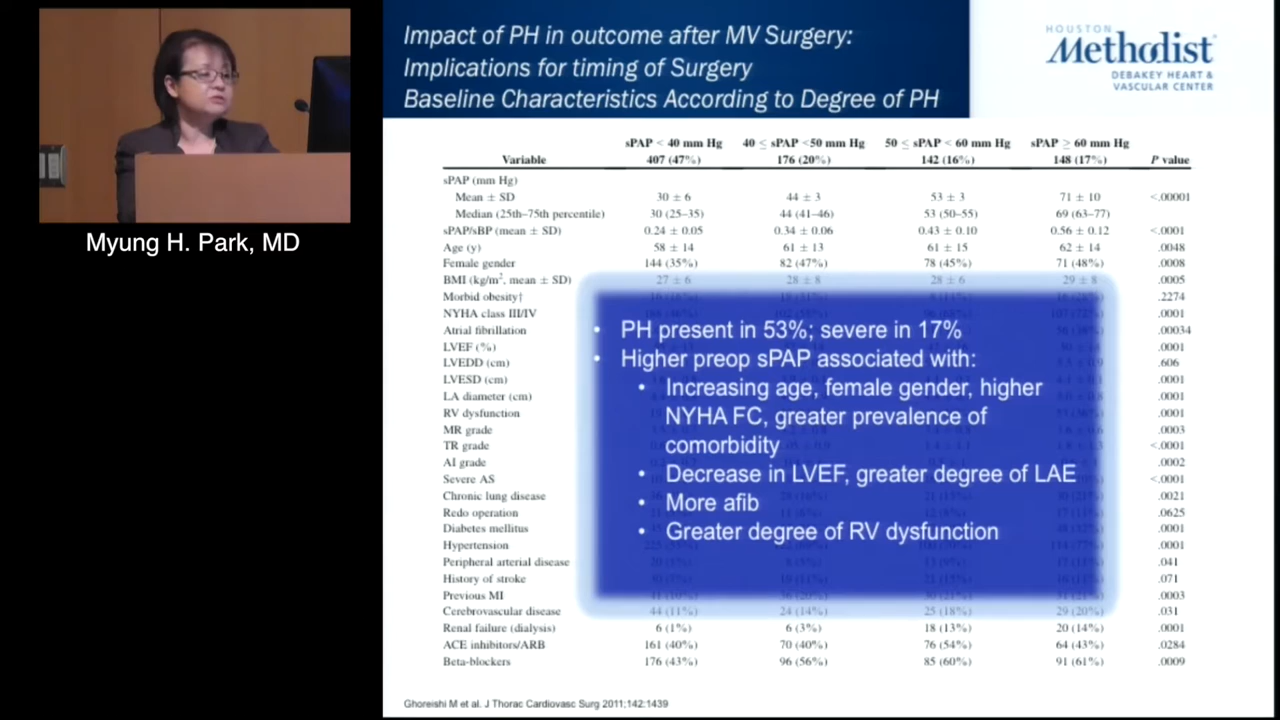 Impact of PH in outcome after MV Surgery:
Implications for timing of Surgery
Baseline Characteristics According to Degree of PH
HOUSTON
Methodist
DEBAKEY HEART &
VASCULAR CENTER
Myung H. Park, MD
sPAP < 40 mm Hg 40 ≤ sPAP <50 mm Hg 50 ≤ sPAP < 60 mm Hg sPAP ≥ 60 mm Hg
Variable 407 (47%) 176 (20%) 142 (16%) 148 (17%) P value
sPAP (mm Hg)
Mean ± SD 30 ± 6 44 ± 3 53 ± 3 71 ± 10 <.00001
Median (25th–75th percentile) 30 (25–35) 44 (41–46) 53 (50–55) 69 (63–77)
sPAP/sBP (mean ± SD) 0.24 ± 0.05 0.34 ± 0.06 0.43 ± 0.10 0.56 ± 0.12 <.0001
Age (y) 58 ± 14 61 ± 13 61 ± 15 62 ± 14 .0048
Female gender 144 (35%) 82 (47%) 78 (45%) 71 (48%) .0008
BMI (kg/m², mean ± SD) 27 ± 6 28 ± 8 28 ± 6 29 ± 8 .0005
Morbid obesity† .2274
NYHA class III/IV .0001
Atrial fibrillation .00034
LVEF (%) .0001
LVEDD (cm) .606
LVESD (cm) .0001
LA diameter (cm) .0001
RV dysfunction .0001
MR grade .0003
TR grade <.0001
AI grade .0002
Severe AS <.0001
Chronic lung disease .0021
Redo operation .0625
Diabetes mellitus .0001
Hypertension .0001
Peripheral arterial disease .041
History of stroke .071
Previous MI .0003
Cerebrovascular disease 44 (11%) 24 (14%) 25 (18%) 29 (20%) .031
Renal failure (dialysis) 6 (1%) 6 (3%) 18 (13%) 20 (14%) .0001
ACE inhibitors/ARB 161 (40%) 70 (40%) 76 (54%) 64 (43%) .0284
Beta-blockers 176 (43%) 96 (56%) 85 (60%) 91 (61%) .0009
• PH present in 53%; severe in 17%
• Higher preop sPAP associated with:
• Increasing age, female gender, higher
NYHA FC, greater prevalence of
comorbidity
• Decrease in LVEF, greater degree of LAE
• More afib
• Greater degree of RV dysfunction
Ghoreishi M et al. J Thorac Cardiovasc Surg 2011;142:1439